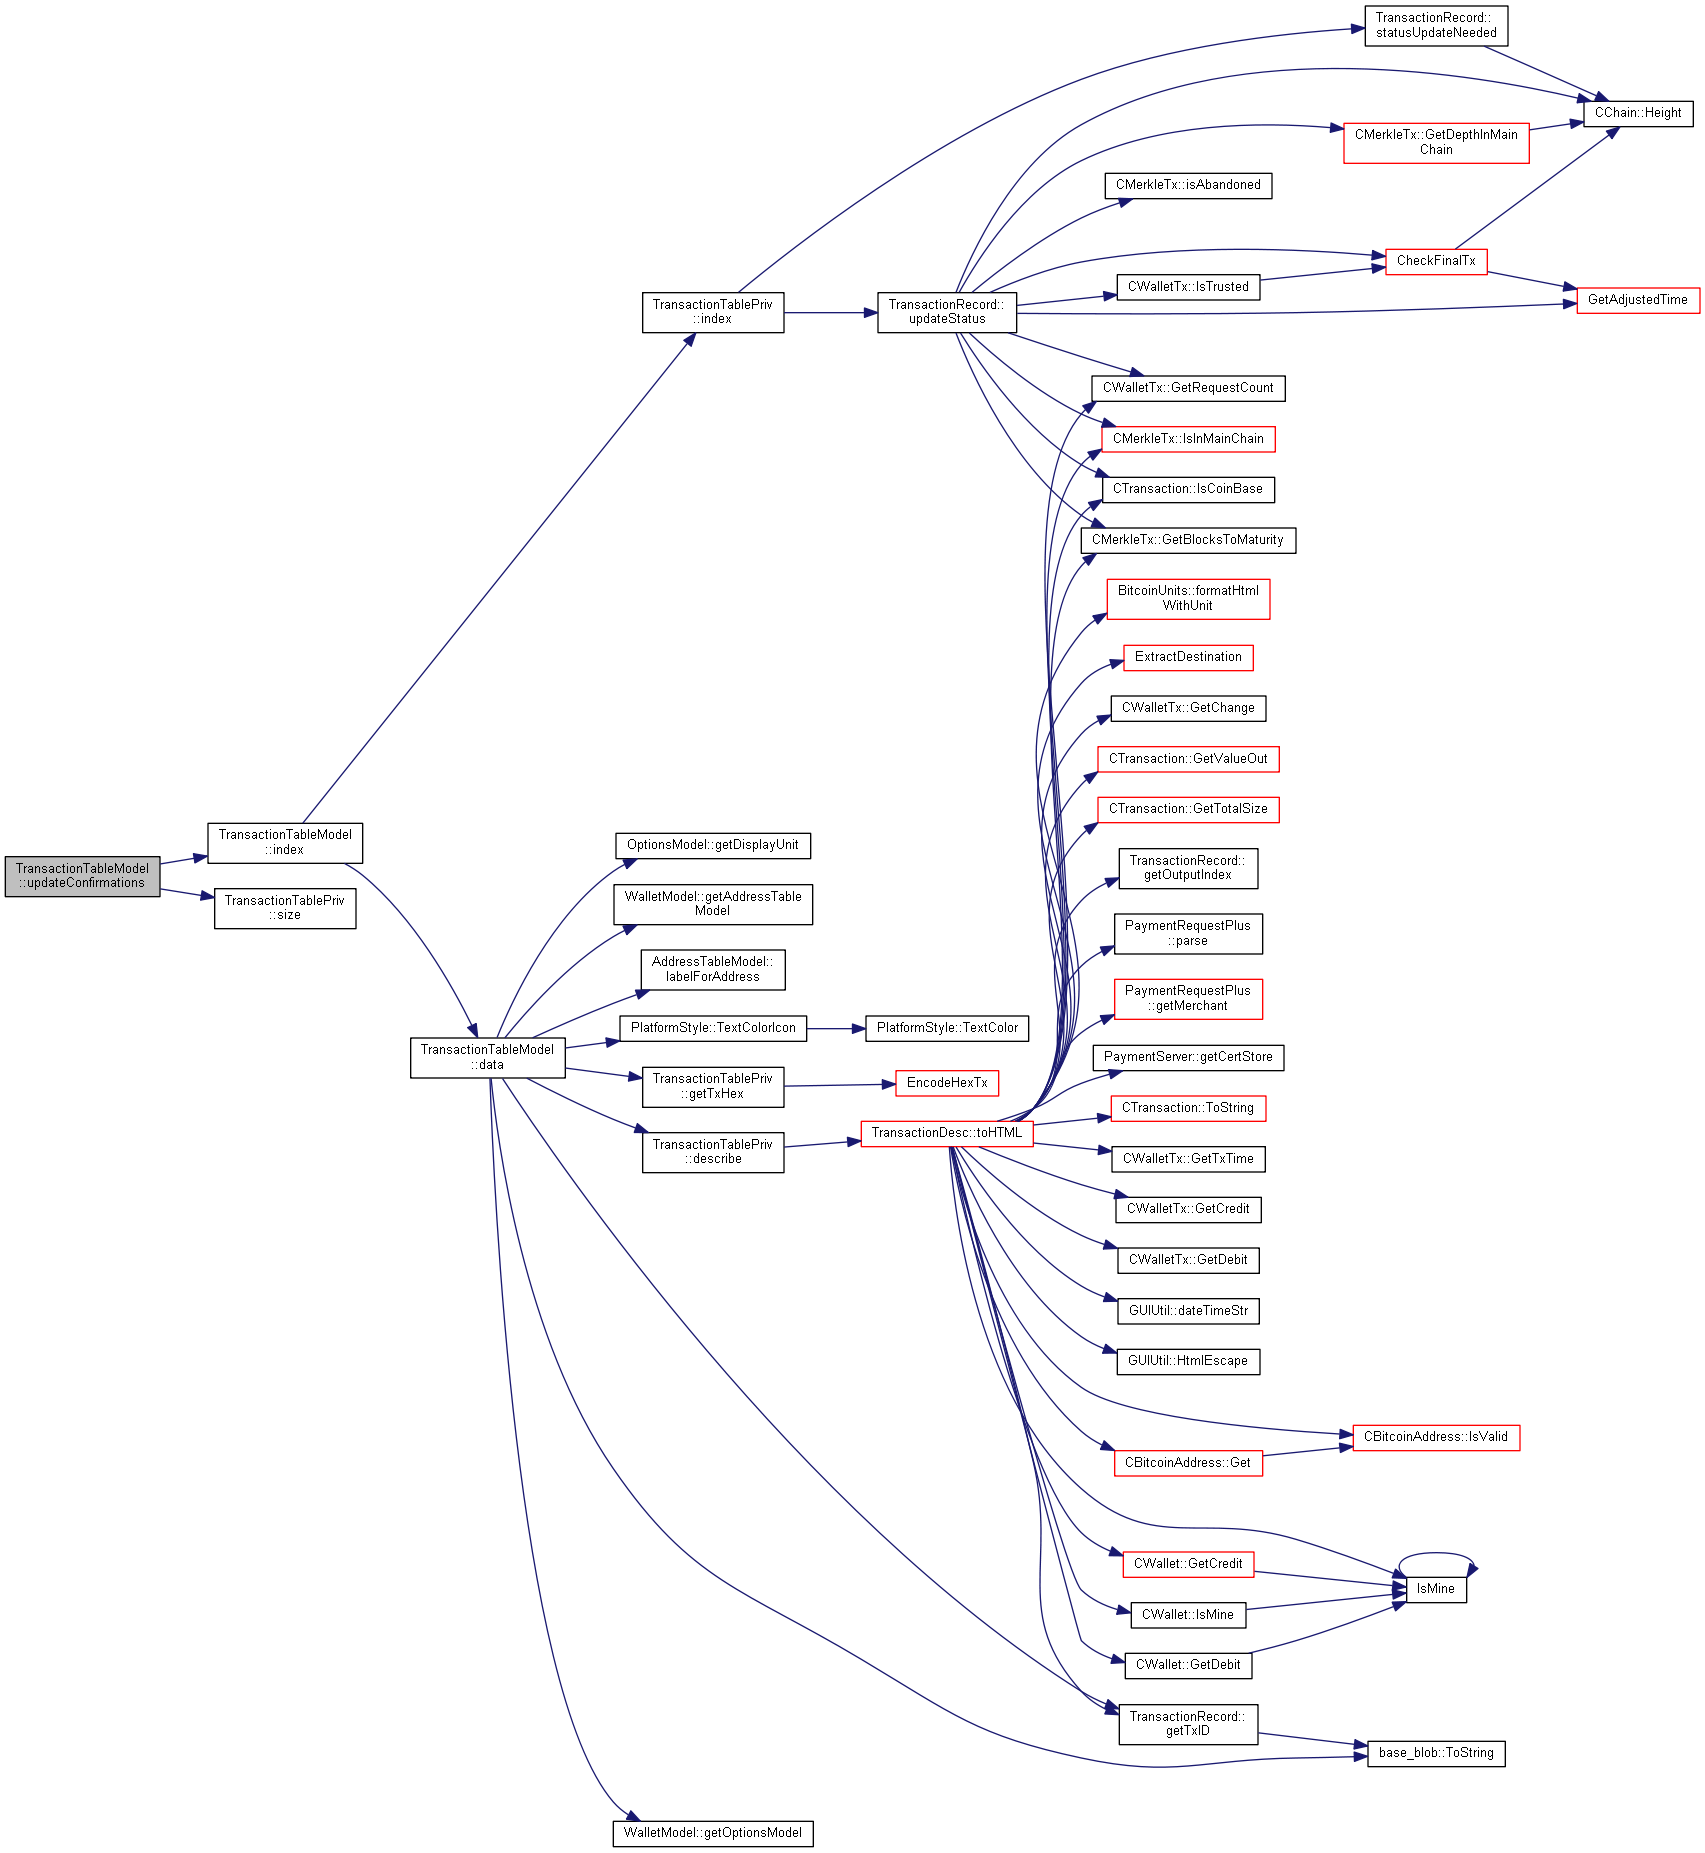 TransactionRecord::
statusUpdateNeeded
CChain::Height
CMerkleTx::GetDepthInMain
Chain
CMerkleTx::isAbandoned
CheckFinalTx
CWalletTx::IsTrusted
GetAdjustedTime
TransactionTablePriv
::index
TransactionRecord::
updateStatus
CWalletTx::GetRequestCount
CMerkleTx::IsInMainChain
CTransaction::IsCoinBase
CMerkleTx::GetBlocksToMaturity
BitcoinUnits::formatHtml
WithUnit
ExtractDestination
CWalletTx::GetChange
CTransaction::GetValueOut
CTransaction::GetTotalSize
TransactionTableModel
::index
TransactionTableModel
::updateConfirmations
TransactionTablePriv
::size
OptionsModel::getDisplayUnit
WalletModel::getAddressTable
Model
AddressTableModel::
labelForAddress
PlatformStyle::TextColorIcon
PlatformStyle::TextColor
TransactionTableModel
::data
TransactionTablePriv
::getTxHex
EncodeHexTx
TransactionTablePriv
::describe
TransactionDesc::toHTML
TransactionRecord::
getOutputIndex
PaymentRequestPlus
::parse
PaymentRequestPlus
::getMerchant
PaymentServer::getCertStore
CTransaction::ToString
CWalletTx::GetTxTime
CWalletTx::GetCredit
CWalletTx::GetDebit
GUIUtil::dateTimeStr
GUIUtil::HtmlEscape
CBitcoinAddress::IsValid
CBitcoinAddress::Get
CWallet::GetCredit
IsMine
CWallet::IsMine
CWallet::GetDebit
TransactionRecord::
getTxID
base_blob::ToString
WalletModel::getOptionsModel